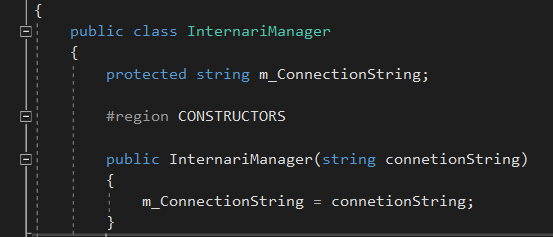 {
public class InternariManager
{
protected string m_ConnectionString;
#region CONSTRUCTORS
public InternariManager(string connetionString)
{
m_ConnectionString = connetionString;
}